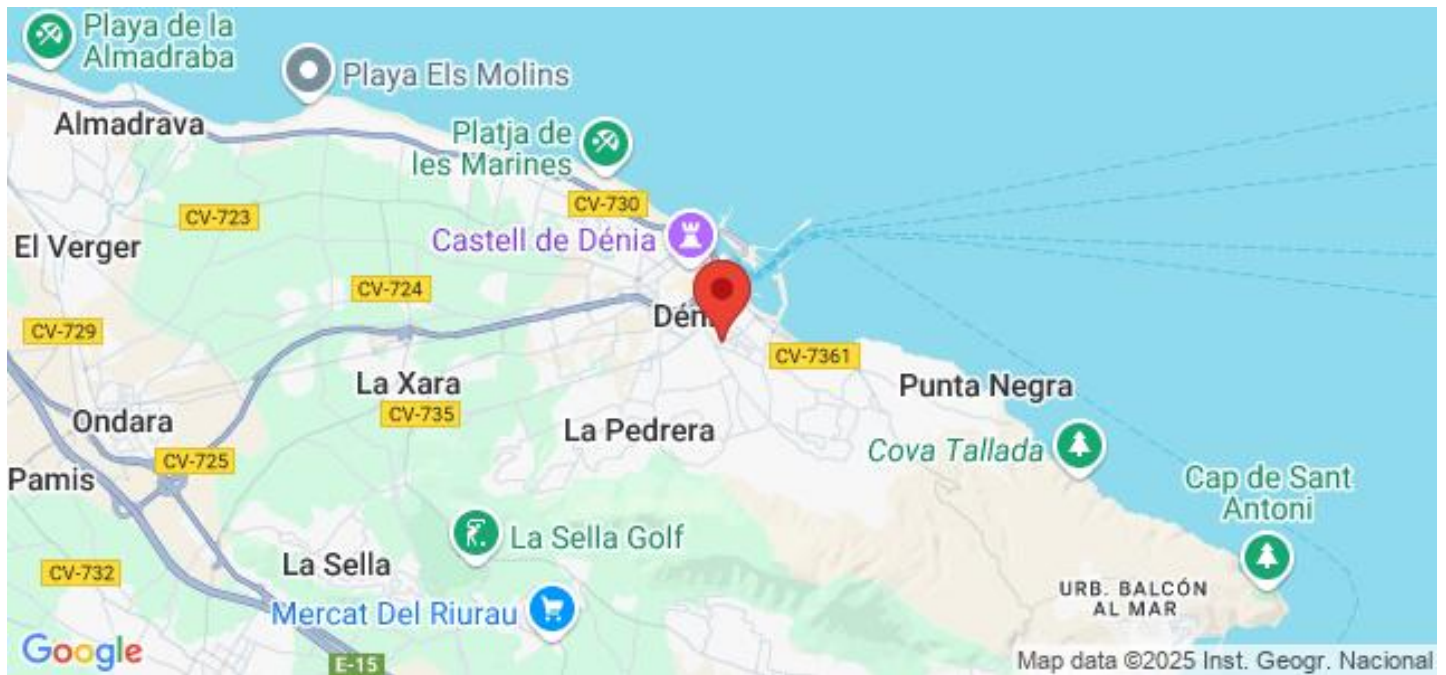 Playa de la
Almadraba
Playa Els Molins
Almadrava
Platja de
les Marines
CV-730
CV-723
Castell de Dénia
El Verger
CV-724
Dén
CV-729
CV-7361
La Xara
Punta Negra
CV-735
Ondara
La Pedrera
Cova Tallada
CV-725
Pamis
Cap de Sant
Antoni
La Sella Golf
La Sella
CV-732
URB. BALCÓN
AL MAR
Mercat Del Riurau
Google
E-15
Map data ©2025 Inst. Geogr. Nacional